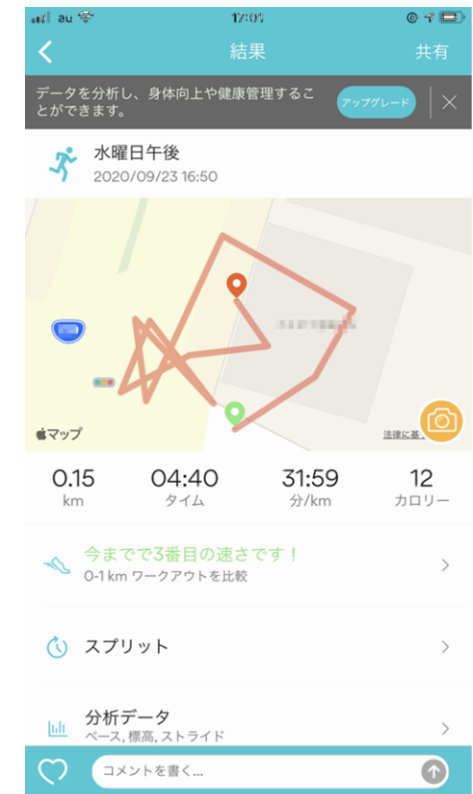 au 17:01
結果
共有
データを分析し、身体向上や健康管理するこ
とができます。
アップグレード
水曜日午後
2020/09/23 16:50
マップ
法律に基
0.15
km
04:40
タイム
31:59
分/km
12
カロリー
今までで3番目の速さです！
0-1 km ワークアウトを比較
スプリット
分析データ
ペース, 標高, ストライド
コメントを書く...